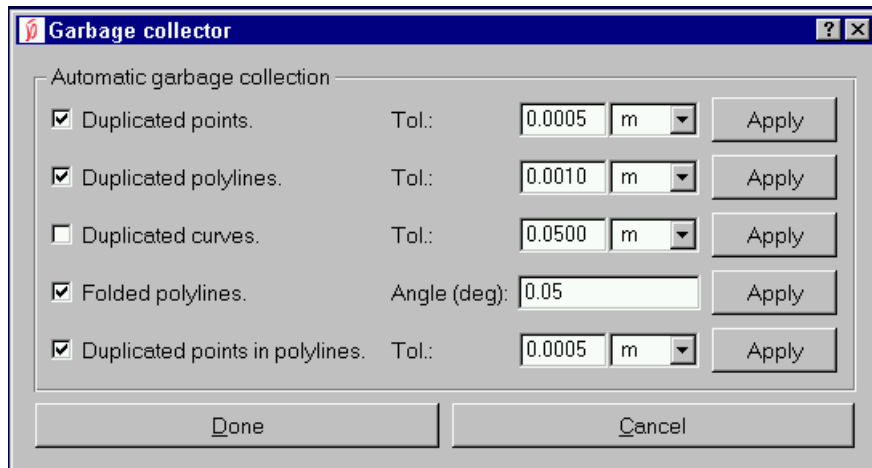 Garbage collector ?
Automatic garbage collection
Duplicated points. Tol.: 0.0005 m Apply
Duplicated polylines. Tol.: 0.0010 m Apply
Duplicated curves. Tol.: 0.0500 m Apply
Folded polylines. Angle (deg): 0.05 Apply
Duplicated points in polylines. Tol.: 0.0005 m Apply
Done Cancel